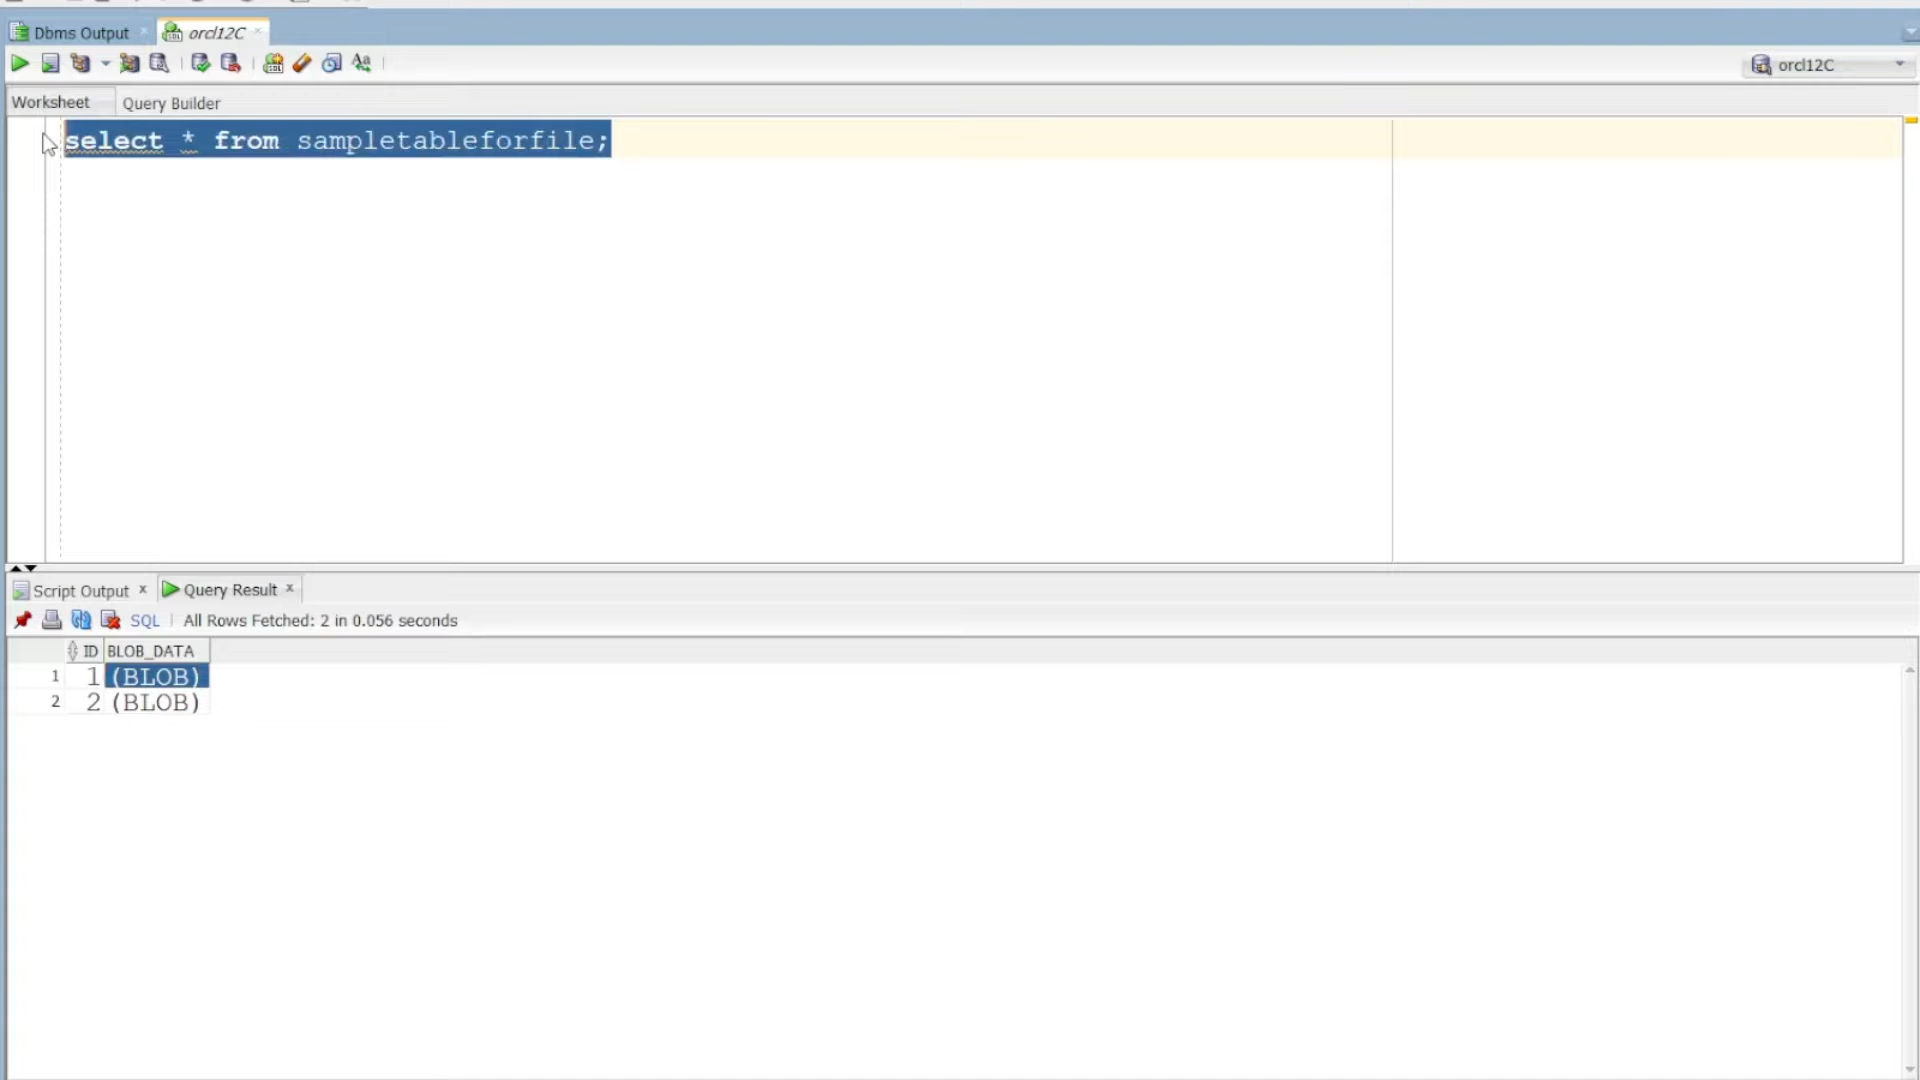 Dbms Output
orcl12C
orcl12C
Worksheet
Query Builder
select * from sampletableforfile;
Script Output
Query Result
SQL
All Rows Fetched: 2 in 0.056 seconds
ID BLOB_DATA
1 1 (BLOB)
2 2 (BLOB)